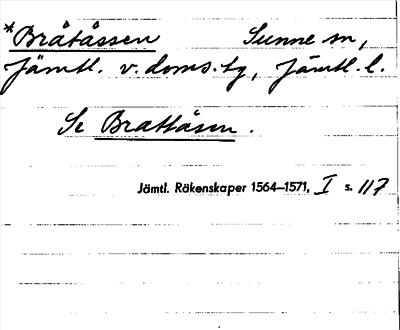 *Bråtåssen Sunne sn,
Jämtl. v. doms. tg, Jämtl. l.
Se Brattåsen.
Jämtl. Räkenskaper 1564–1571, I s. 117